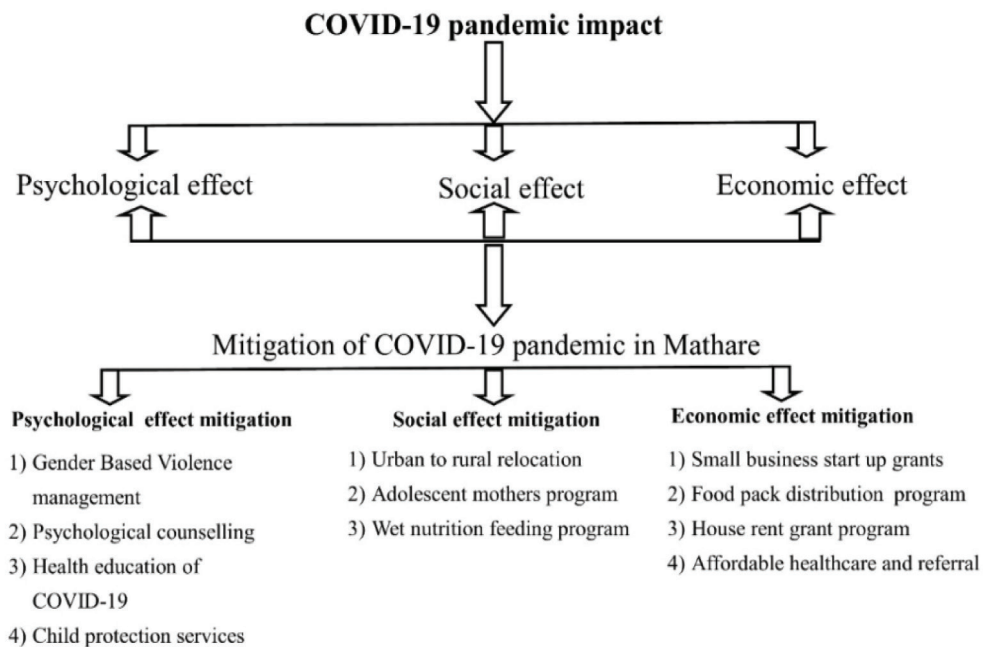 COVID-19 pandemic impact
Psychological effect
Social effect
Economic effect
Mitigation of COVID-19 pandemic in Mathare
Psychological effect mitigation
1) Gender Based Violence
management
2) Psychological counselling
3) Health education of
COVID-19
4) Child protection services
Social effect mitigation
1) Urban to rural relocation
2) Adolescent mothers program
3) Wet nutrition feeding program
Economic effect mitigation
1) Small business start up grants
2) Food pack distribution program
3) House rent grant program
4) Affordable healthcare and referral